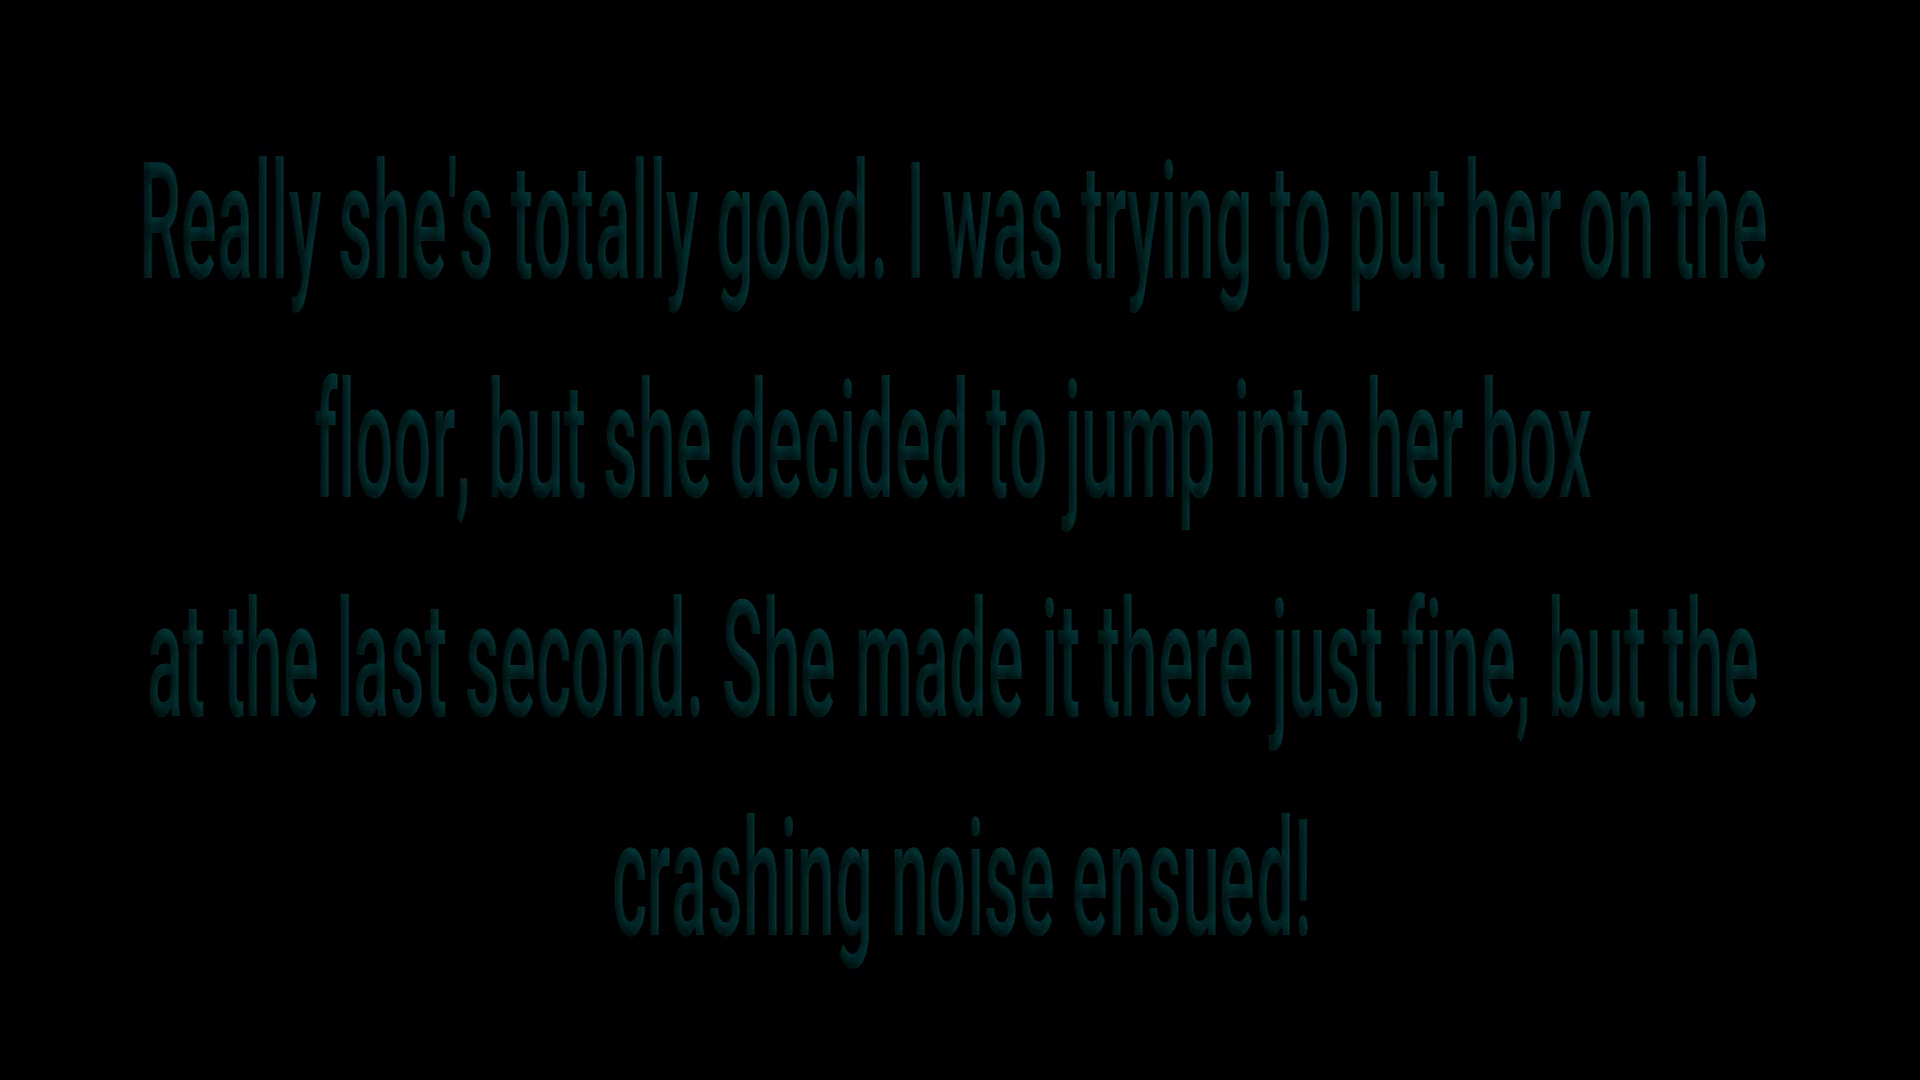 Really she's totally good. I was trying to put her on the
floor, but she decided to jump into her box
at the last second. She made it there just fine, but the
crashing noise ensued!